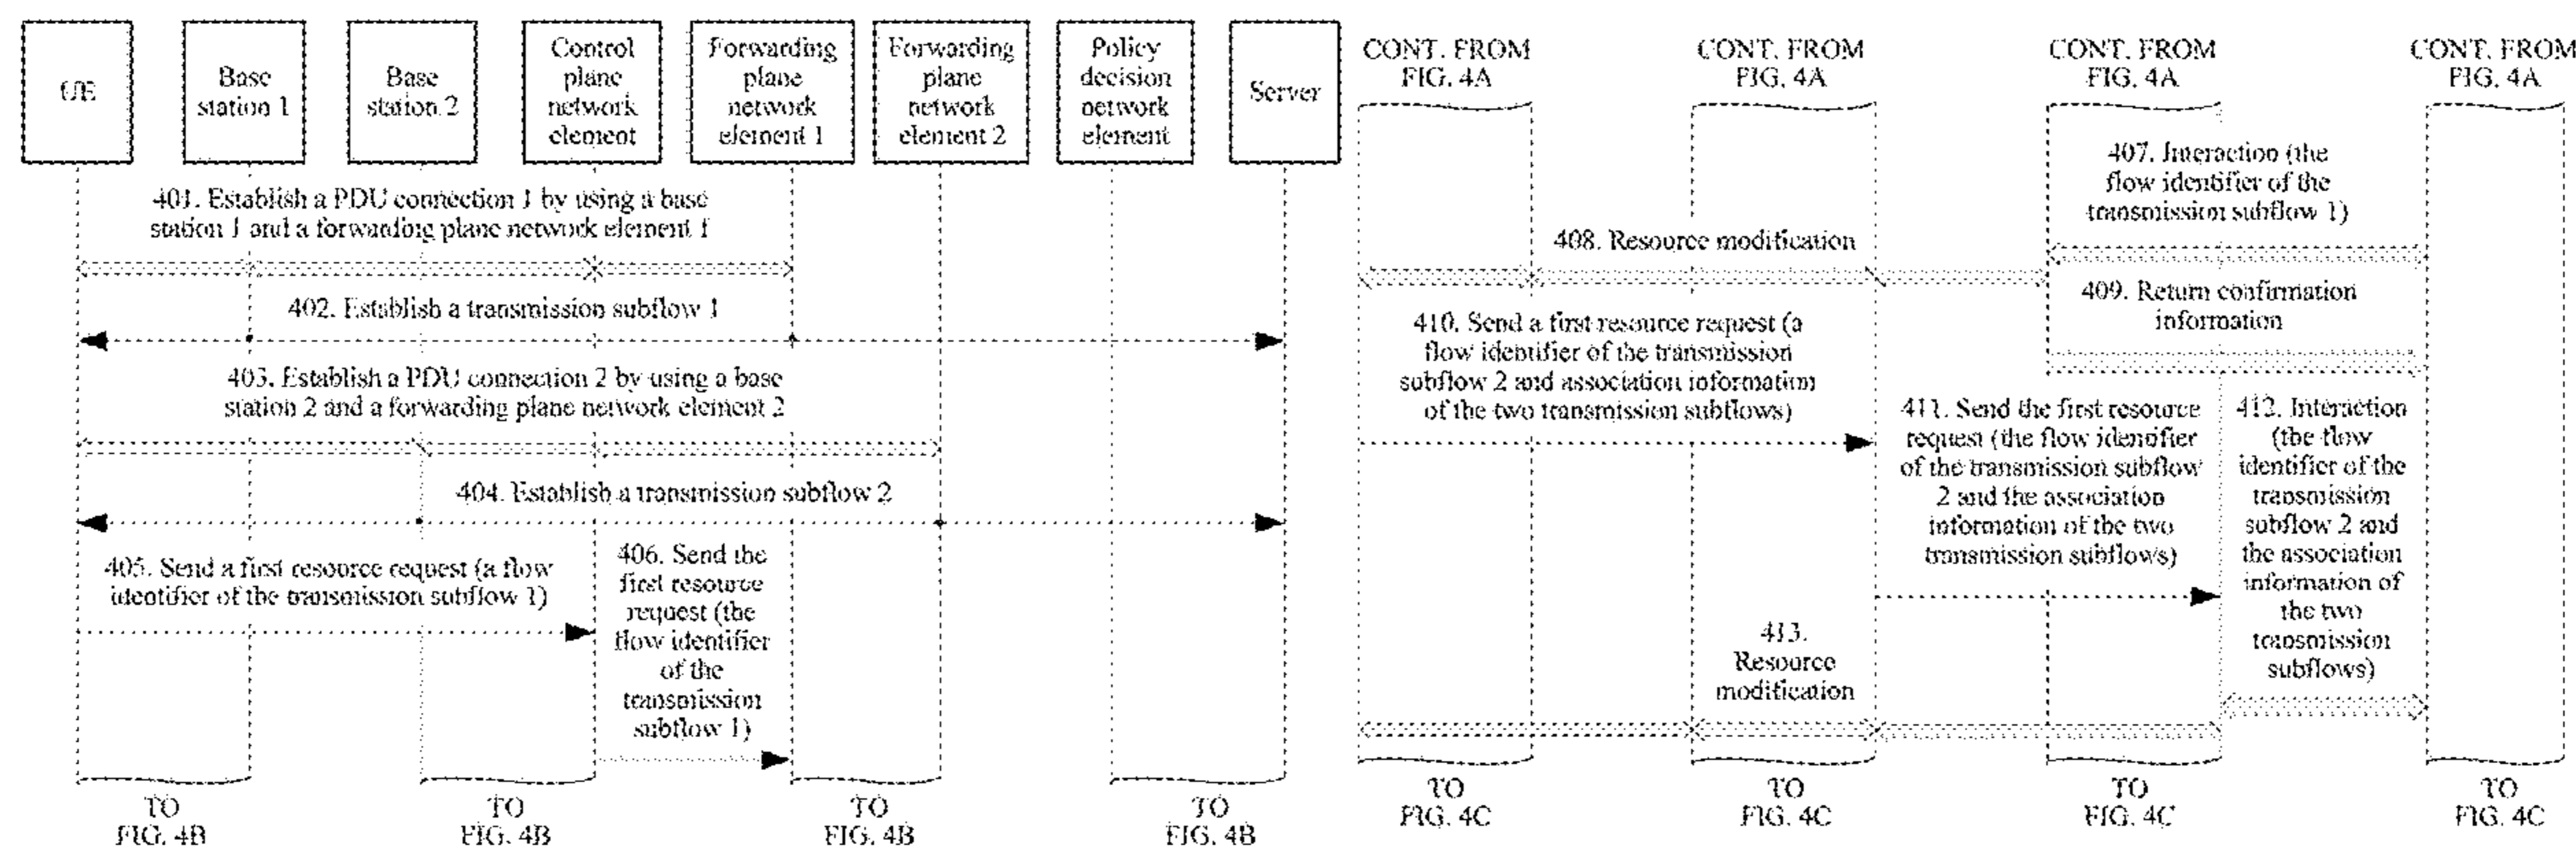 UE
Base
station 1
Base
station 2
Control
plane
network
element
Forwarding
plane
network
element 1
Forwarding
plane
network
element 2
Policy
decision
network
element
Server
401. Establish a PDU connection 1 by using a base
station 1 and a forwarding plane network element 1
402. Establish a transmission subflow 1
403. Establish a PDU connection 2 by using a base
station 2 and a forwarding plane network element 2
404. Establish a transmission subflow 2
405. Send a first resource request (a flow
identifier of the transmission subflow 1)
406. Send the
first resource
request (the
flow identifier
of the
transmission
subflow 1)
TO
FIG. 4B
TO
FIG. 4B
TO
FIG. 4B
TO
FIG. 4B
CONT. FROM
FIG. 4A
CONT. FROM
FIG. 4A
CONT. FROM
FIG. 4A
CONT. FROM
FIG. 4A
407. Interaction (the
flow identifier of the
transmission subflow 1)
408. Resource modification
409. Return confirmation
information
410. Send a first resource request (a
flow identifier of the transmission
subflow 2 and association information
of the two transmission subflows)
411. Send the first resource
request (the flow identifier
of the transmission subflow
2 and the association
information of the two
transmission subflows)
412. Interaction
(the flow
identifier of the
transmission
subflow 2 and
the association
information of
the two
transmission
subflows)
413.
Resource
modification
TO
FIG. 4C
TO
FIG. 4C
TO
FIG. 4C
TO
FIG. 4C